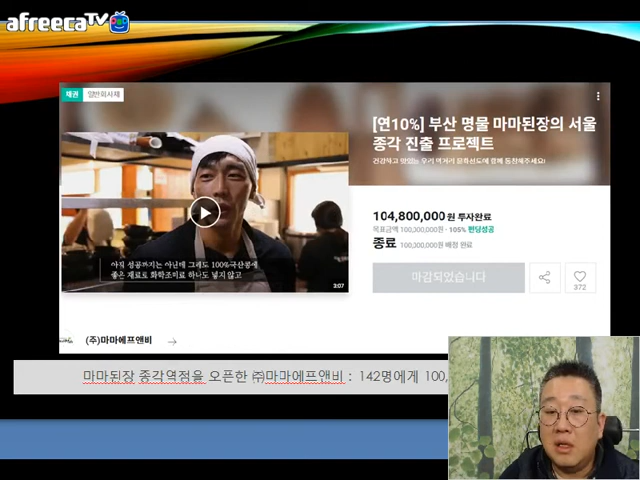 afreecaTV
채권 일반회사채
[연10%] 부산 명물 마마된장의 서울
종각 진출 프로젝트
건강하고 맛있는 우리 먹거리 문화선도에 함께 동참해주세요!
아직 성공까지는 아닌데 그래도 100%국산콩에
좋은 재료로 화학조미료 하나도 넣지 않고
3:07
104,800,000원 투자완료
목표금액 100,000,000원 · 105% 펀딩성공
종료 100,000,000원 배정 완료
마감되었습니다
372
(주)마마에프앤비 →
마마된장 종각역점을 오픈한 ㈜마마에프앤비 : 142명에게 100,